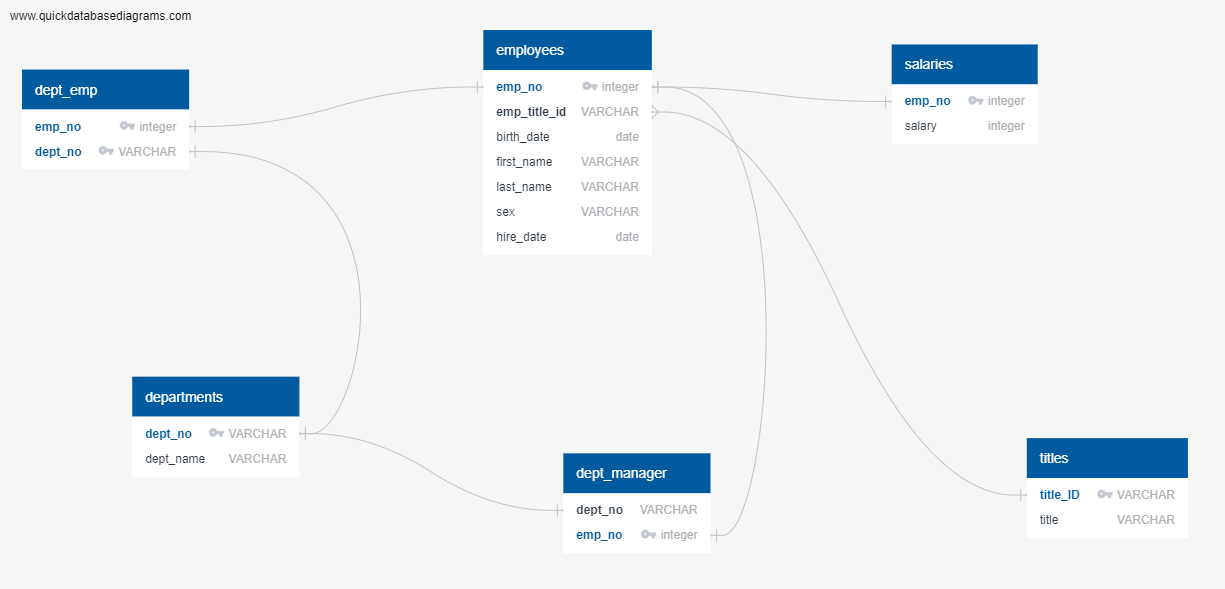 www.quickdatabasediagrams.com
dept_emp
emp_no integer
dept_no VARCHAR
employees
emp_no integer
emp_title_id VARCHAR
birth_date date
first_name VARCHAR
last_name VARCHAR
sex VARCHAR
hire_date date
salaries
emp_no integer
salary integer
departments
dept_no VARCHAR
dept_name VARCHAR
dept_manager
dept_no VARCHAR
emp_no integer
titles
title_ID VARCHAR
title VARCHAR